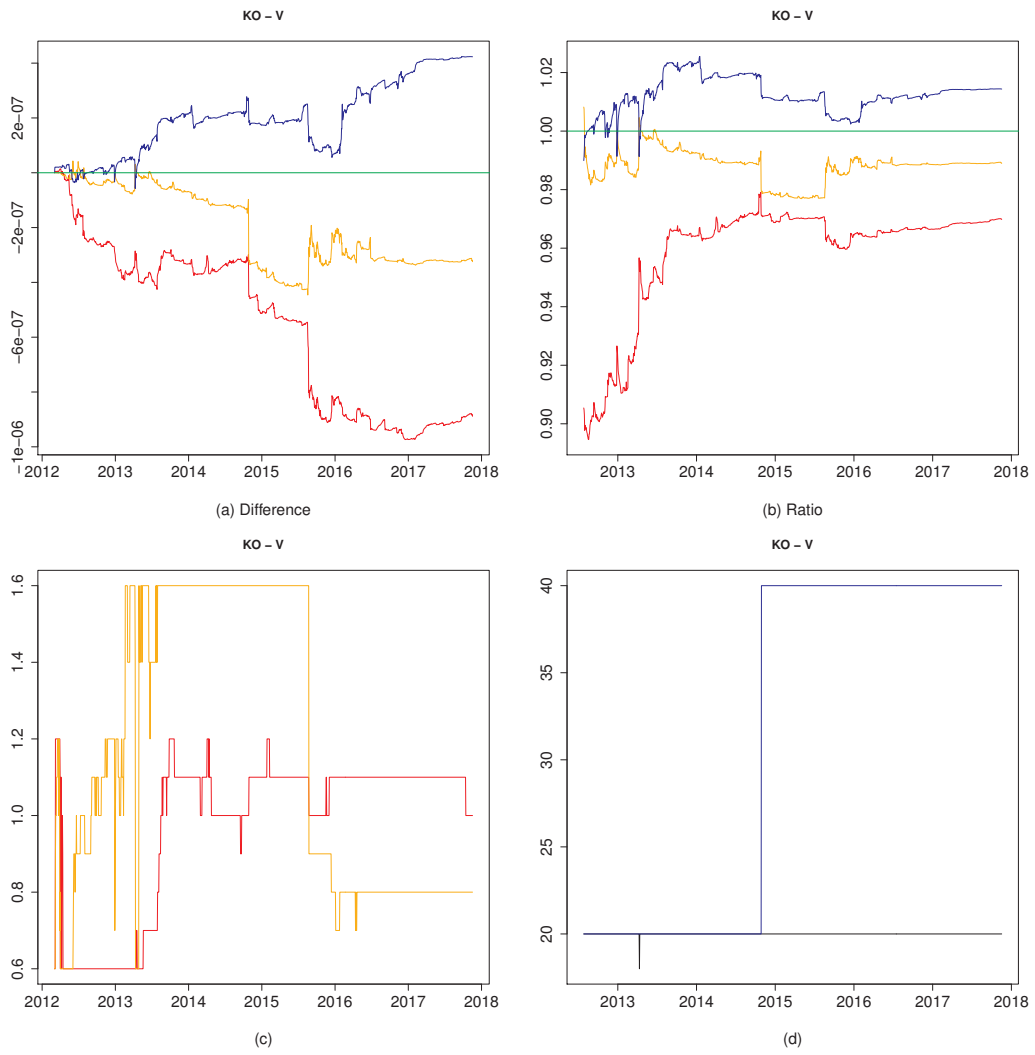 KO − V
2e−07
−2e−07
−6e−07
−1e−06
2012 2013 2014 2015 2016 2017 2018
(a) Difference
KO − V
1.02
1.00
0.98
0.96
0.94
0.92
0.90
2013 2014 2015 2016 2017 2018
(b) Ratio
KO − V
1.6
1.4
1.2
1.0
0.8
0.6
2012 2013 2014 2015 2016 2017 2018
(c)
KO − V
40
35
30
25
20
2013 2014 2015 2016 2017 2018
(d)